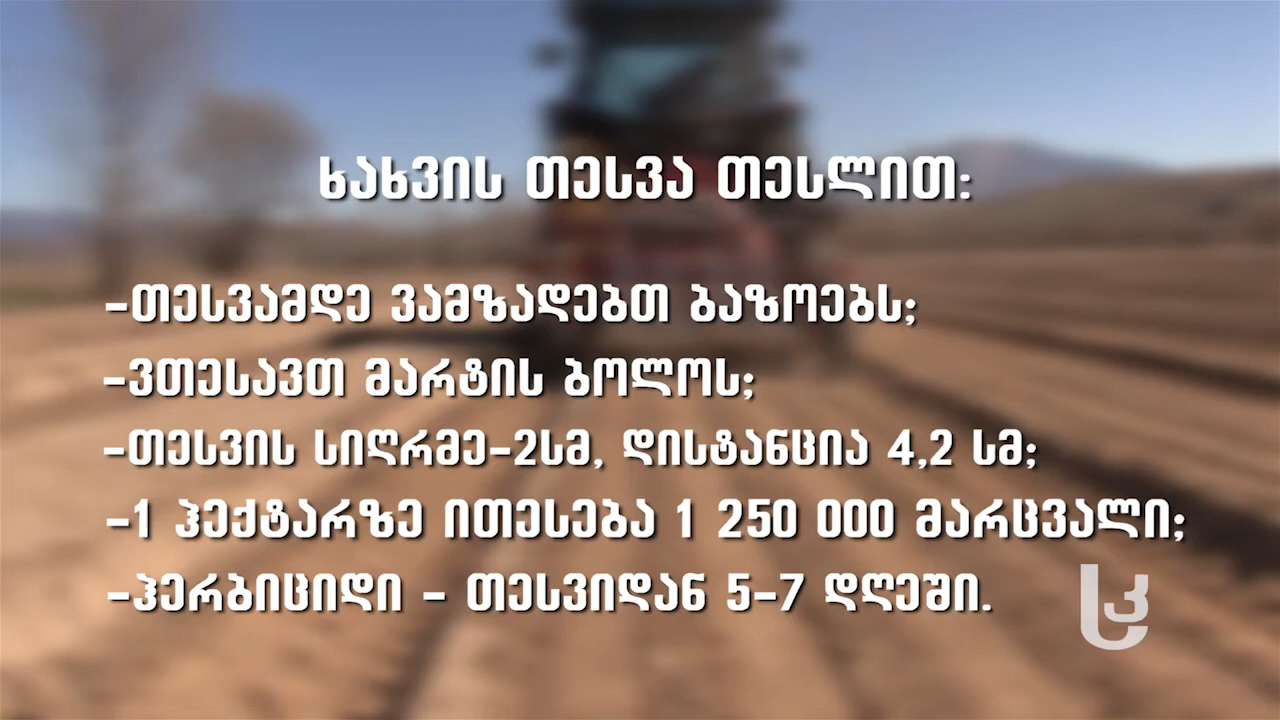 ხახვის თესვა თესლით:
-თესვამდე ვამზადებთ ბაზოებს;
-ვთესავთ მარტის ბოლოს;
-თესვის სიღრმე-2სმ, დისტანცია 4,2 სმ;
-1 ჰექტარზე ითესება 1 250 000 მარცვალი;
-ჰერბიციდი - თესვიდან 5-7 დღეში.
სკ